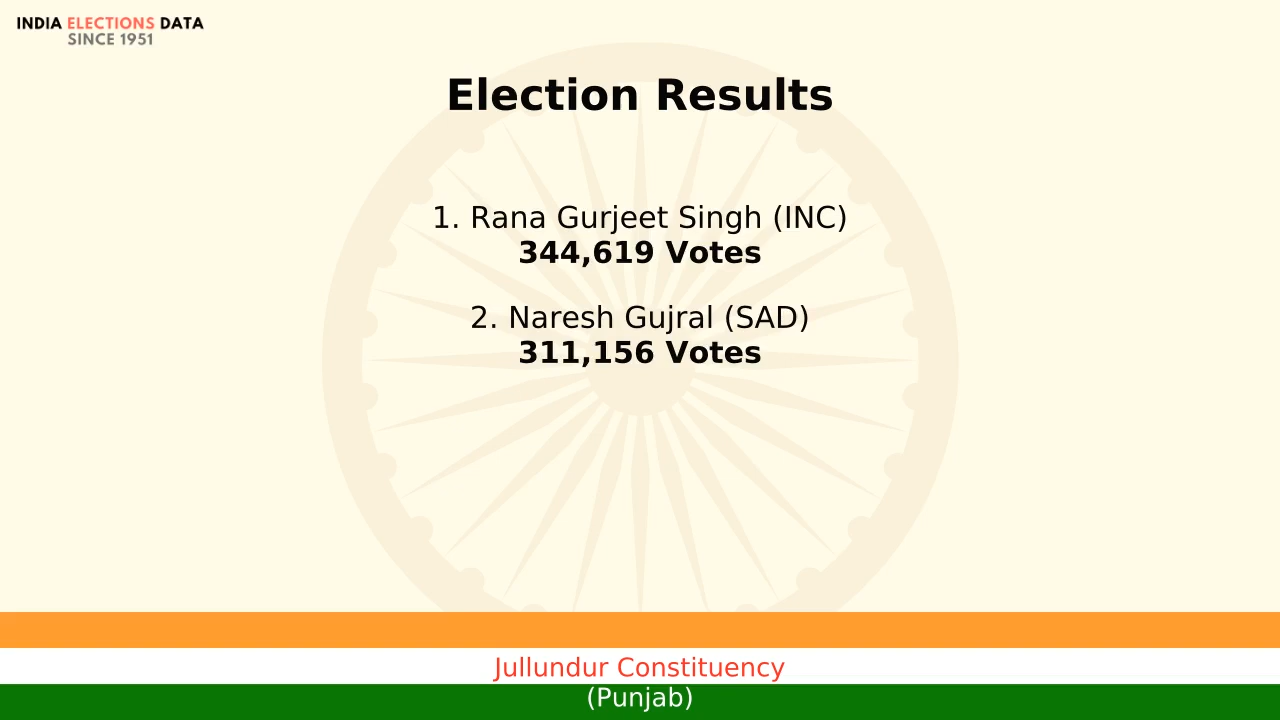 INDIA ELECTIONS DATA
SINCE 1951
Election Results
1. Rana Gurjeet Singh (INC)
344,619 Votes
2. Naresh Gujral (SAD)
311,156 Votes
Jullundur Constituency
(Punjab)